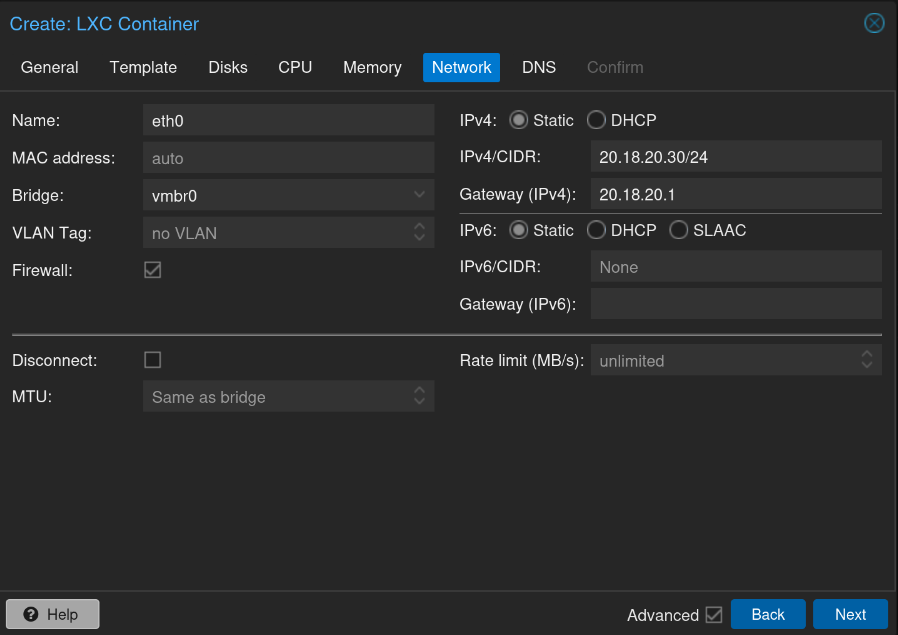 Create: LXC Container
General Template Disks CPU Memory Network DNS Confirm
Name: eth0
MAC address: auto
Bridge: vmbr0
VLAN Tag: no VLAN
Firewall:
IPv4: Static DHCP
IPv4/CIDR: 20.18.20.30/24
Gateway (IPv4): 20.18.20.1
IPv6: Static DHCP SLAAC
IPv6/CIDR: None
Gateway (IPv6):
Disconnect:
MTU: Same as bridge
Rate limit (MB/s): unlimited
Help
Advanced
Back
Next